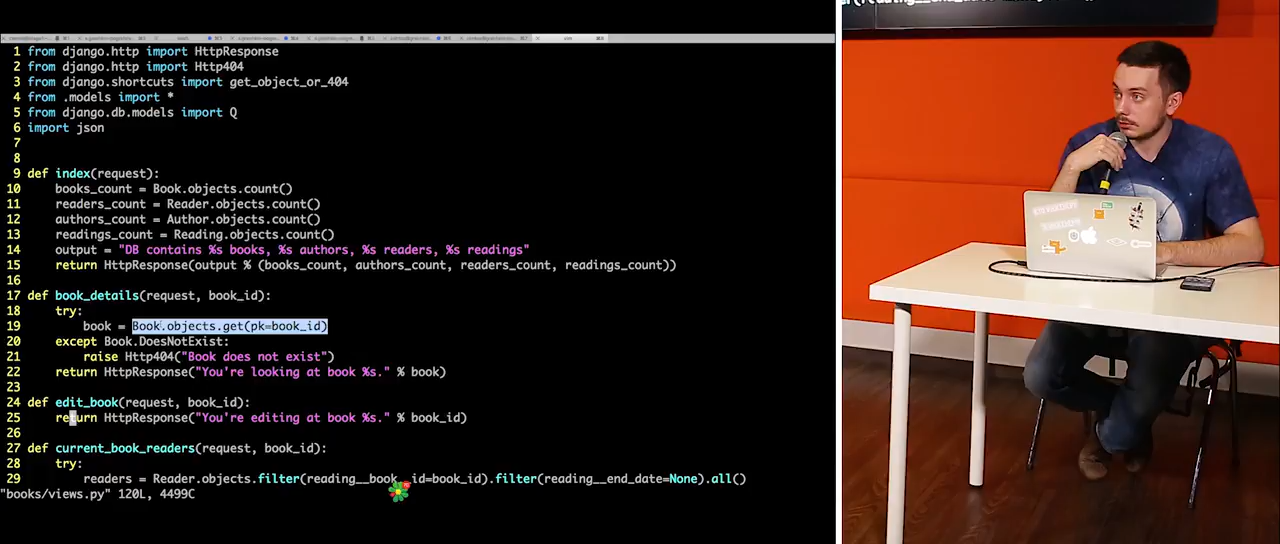 1 from django.http import HttpResponse
2 from django.http import Http404
3 from django.shortcuts import get_object_or_404
4 from .models import *
5 from django.db.models import Q
6 import json
7
8
9 def index(request):
10 books_count = Book.objects.count()
11 readers_count = Reader.objects.count()
12 authors_count = Author.objects.count()
13 readings_count = Reading.objects.count()
14 output = "DB contains %s books, %s authors, %s readers, %s readings"
15 return HttpResponse(output % (books_count, authors_count, readers_count, readings_count))
16
17 def book_details(request, book_id):
18 try:
19 book = Book.objects.get(pk=book_id)
20 except Book.DoesNotExist:
21 raise Http404("Book does not exist")
22 return HttpResponse("You're looking at book %s." % book)
23
24 def edit_book(request, book_id):
25 return HttpResponse("You're editing at book %s." % book_id)
26
27 def current_book_readers(request, book_id):
28 try:
29 readers = Reader.objects.filter(reading__book__id=book_id).filter(reading__end_date=None).all()
"books/views.py" 120L, 4499C